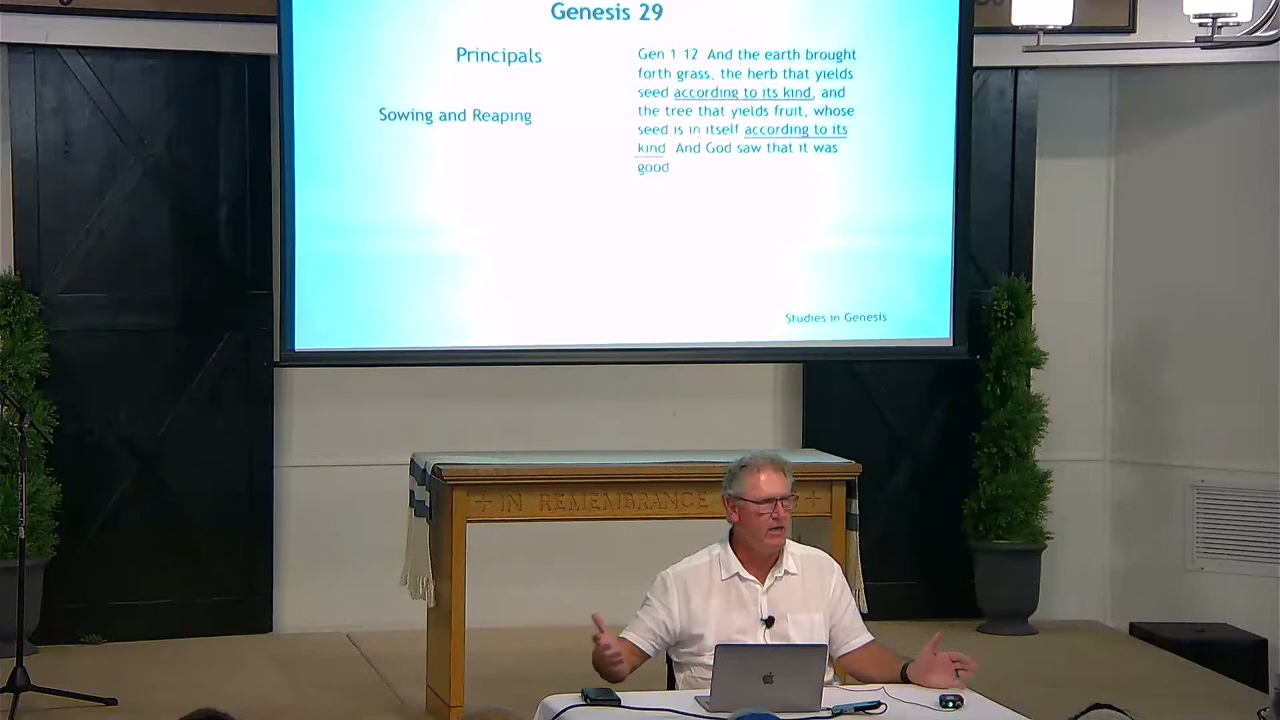 Genesis 29
Principals
Sowing and Reaping
Gen 1 12 And the earth brought
forth grass, the herb that yields
seed according to its kind, and
the tree that yields fruit, whose
seed is in itself according to its
kind And God saw that it was
good
Studies in Genesis
IN REMEMBRANCE